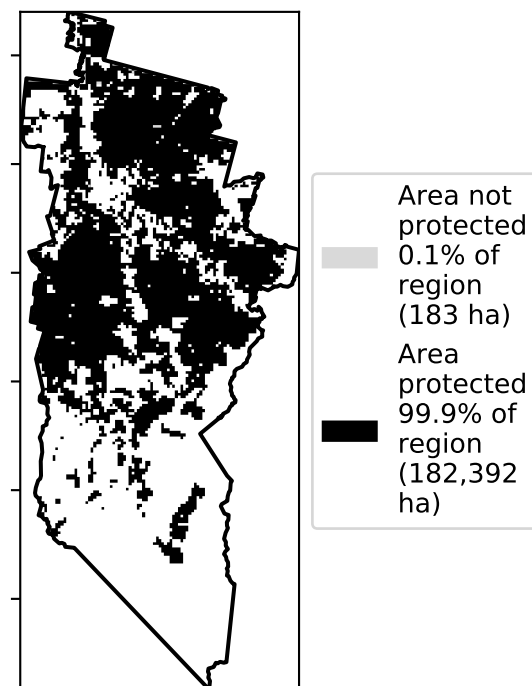 Area not
protected
0.1% of
region
(183 ha)
Area
protected
99.9% of
region
(182,392
ha)